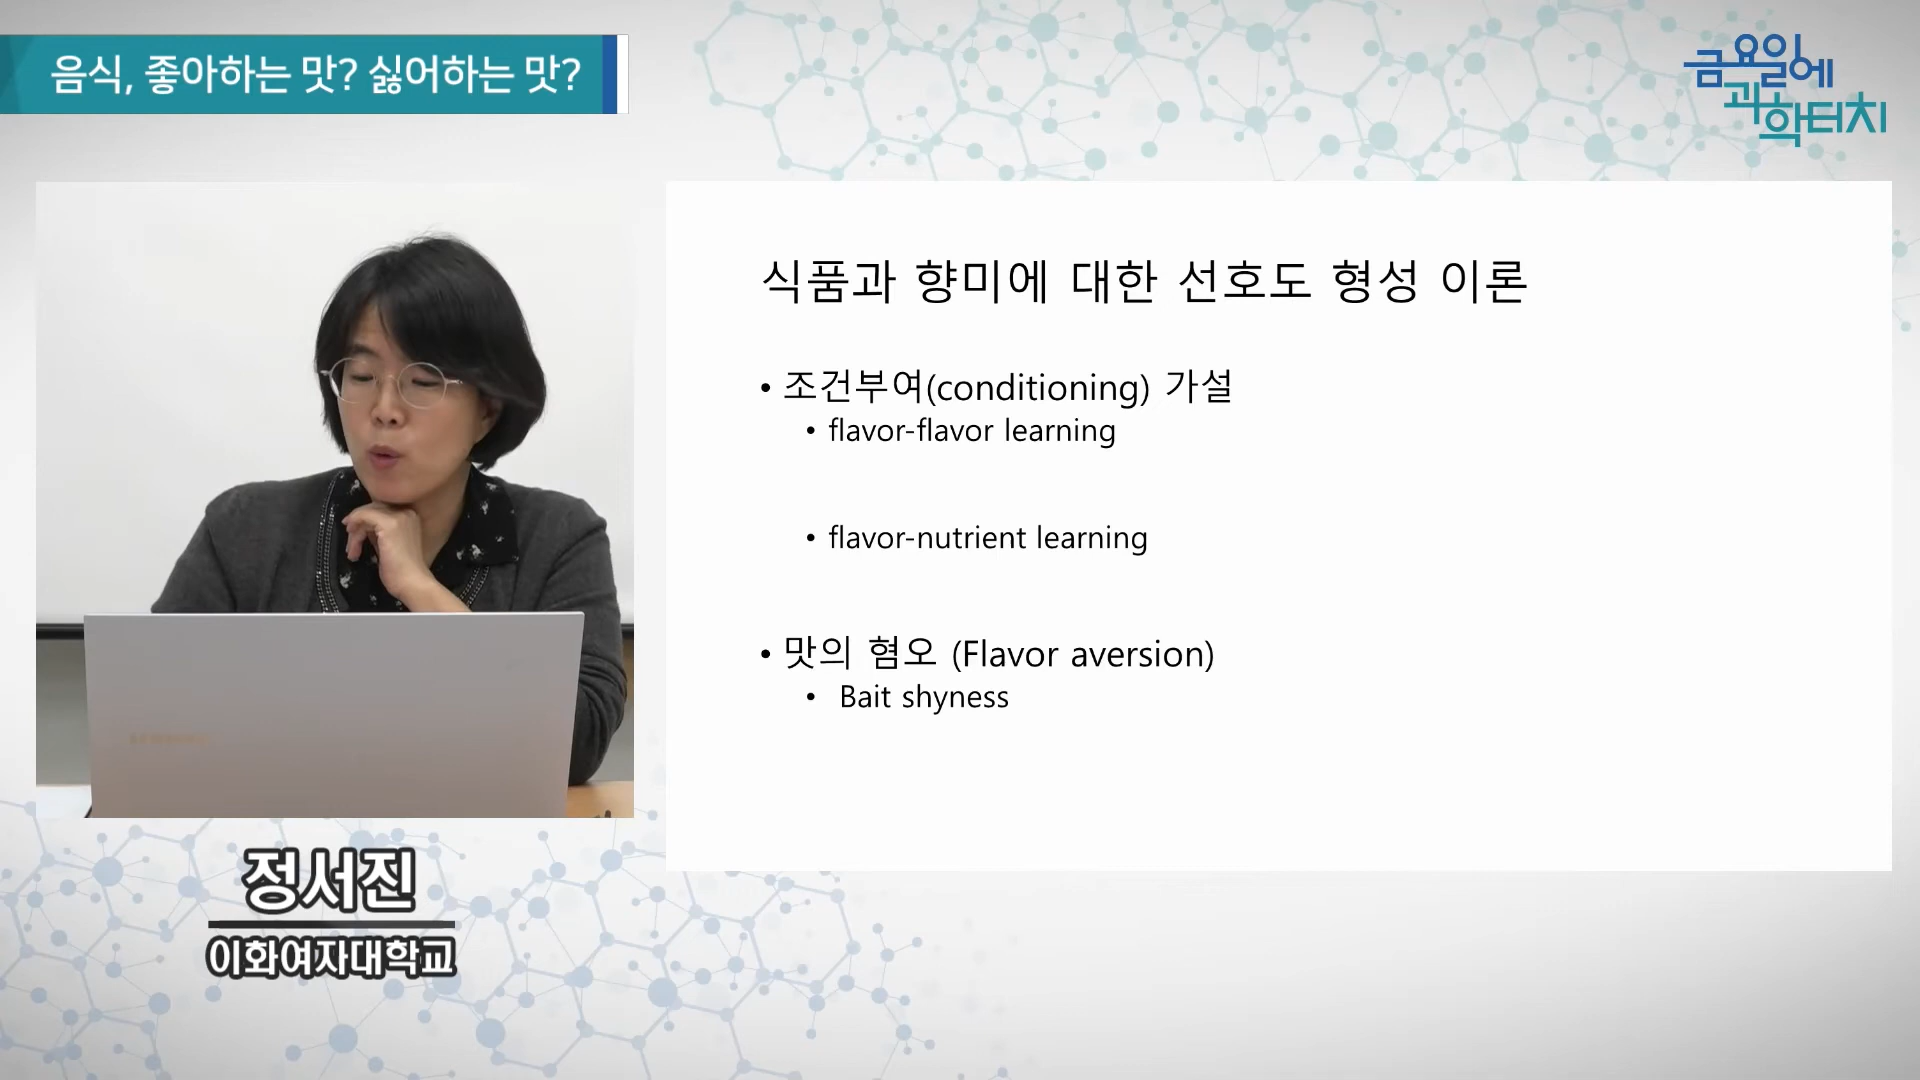 음식, 좋아하는 맛? 싫어하는 맛?
금요일에
과학터치
식품과 향미에 대한 선호도 형성 이론
• 조건부여(conditioning) 가설
• flavor-flavor learning
• flavor-nutrient learning
• 맛의 혐오 (Flavor aversion)
• Bait shyness
정서진
이화여자대학교